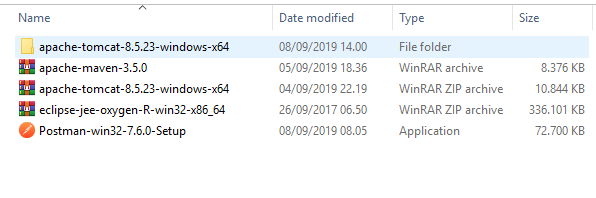 Name Date modified Type Size
apache-tomcat-8.5.23-windows-x64 08/09/2019 14.00 File folder
apache-maven-3.5.0 05/09/2019 18.36 WinRAR archive 8.376 KB
apache-tomcat-8.5.23-windows-x64 04/09/2019 22.19 WinRAR ZIP archive 10.844 KB
eclipse-jee-oxygen-R-win32-x86_64 26/09/2017 06.50 WinRAR ZIP archive 336.101 KB
Postman-win32-7.6.0-Setup 08/09/2019 08.05 Application 72.700 KB